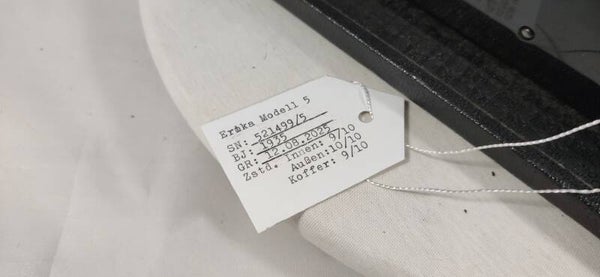 Erika Modell 5
SN: 521499/5
BJ: 1935
GR: 12.08.2025
Zstd. Innen: 9/10
Außen:10/10
Koffer: 9/10